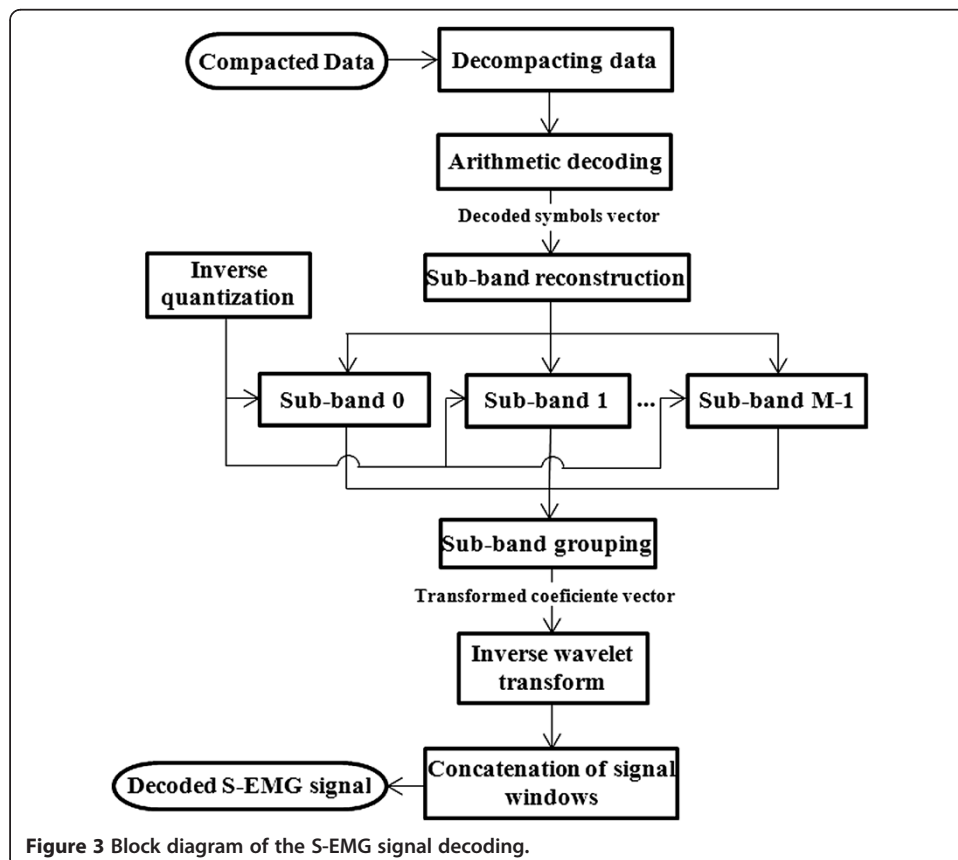 Compacted Data
Decompacting data
Arithmetic decoding
Decoded symbols vector
Inverse
quantization
Sub-band reconstruction
Sub-band 0
Sub-band 1
...
Sub-band M-1
Sub-band grouping
Transformed coeficiente vector
Inverse wavelet
transform
Decoded S-EMG signal
Concatenation of signal
windows
Figure 3 Block diagram of the S-EMG signal decoding.